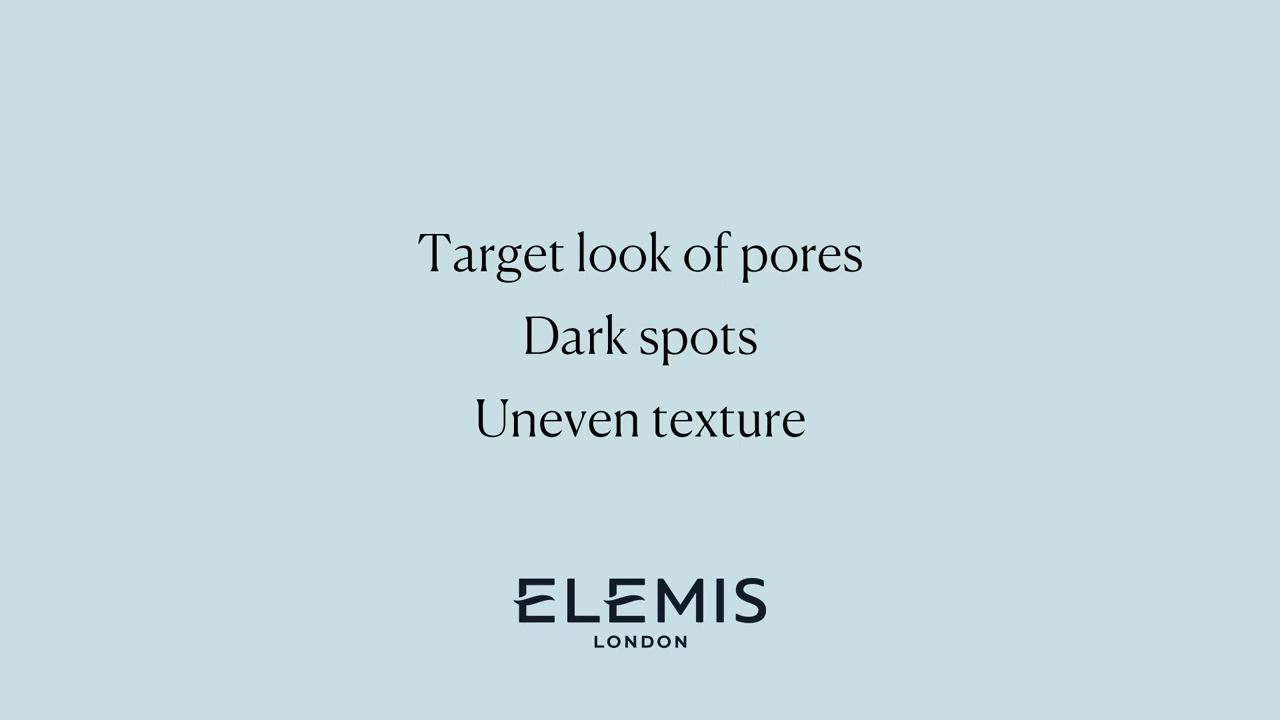 Target look of pores
Dark spots
Uneven texture
ELEMIS
LONDON